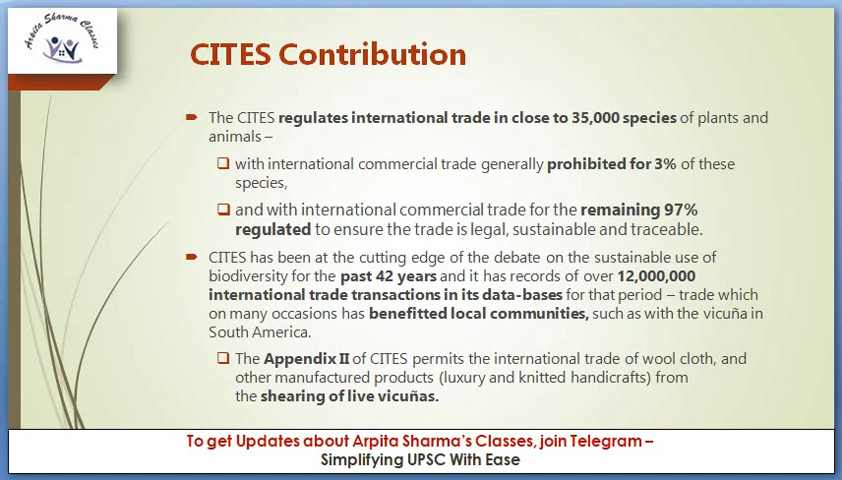 Arpita Sharma Classes
CITES Contribution
The CITES regulates international trade in close to 35,000 species of plants and
animals –
with international commercial trade generally prohibited for 3% of these
species,
and with international commercial trade for the remaining 97%
regulated to ensure the trade is legal, sustainable and traceable.
CITES has been at the cutting edge of the debate on the sustainable use of
biodiversity for the past 42 years and it has records of over 12,000,000
international trade transactions in its data-bases for that period – trade which
on many occasions has benefitted local communities, such as with the vicuña in
South America.
The Appendix II of CITES permits the international trade of wool cloth, and
other manufactured products (luxury and knitted handicrafts) from
the shearing of live vicuñas.
To get Updates about Arpita Sharma's Classes, join Telegram –
Simplifying UPSC With Ease